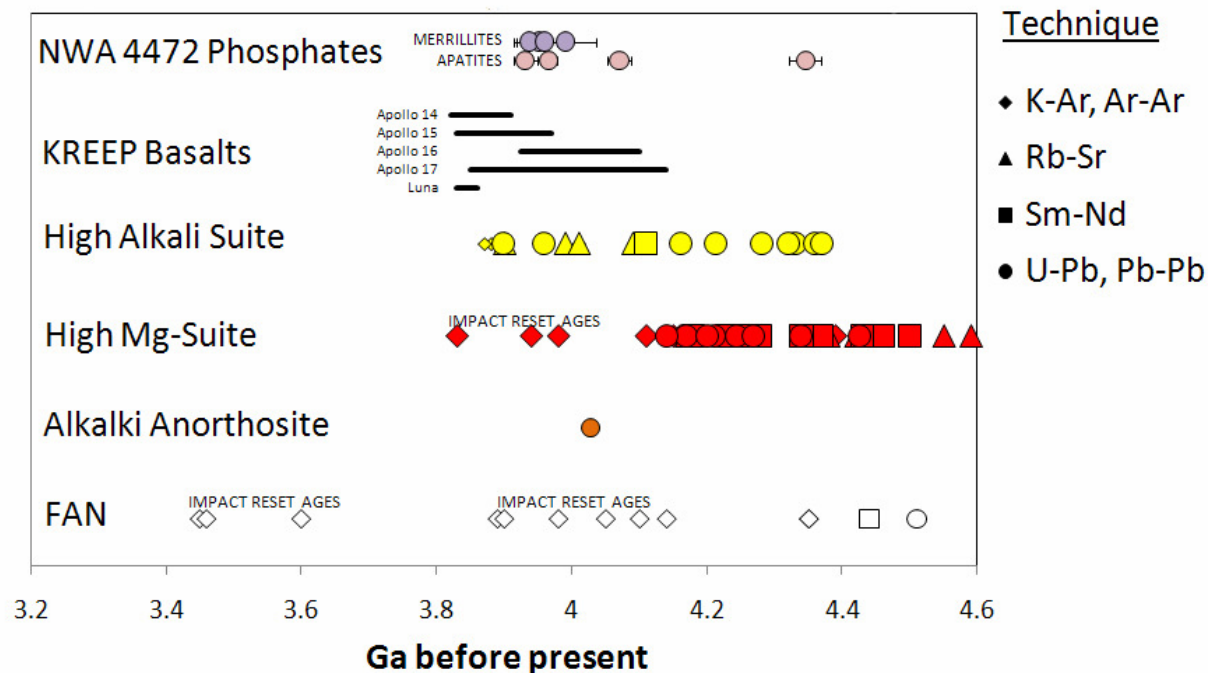 Technique
NWA 4472 Phosphates
MERRILLITES
APATITES
K-Ar, Ar-Ar
Rb-Sr
Sm-Nd
U-Pb, Pb-Pb
KREEP Basalts
Apollo 14
Apollo 15
Apollo 16
Apollo 17
Luna
High Alkali Suite
High Mg-Suite
IMPACT RESET AGES
Alkalki Anorthosite
FAN
IMPACT RESET AGES
IMPACT RESET AGES
3.2 3.4 3.6 3.8 4 4.2 4.4 4.6
Ga before present